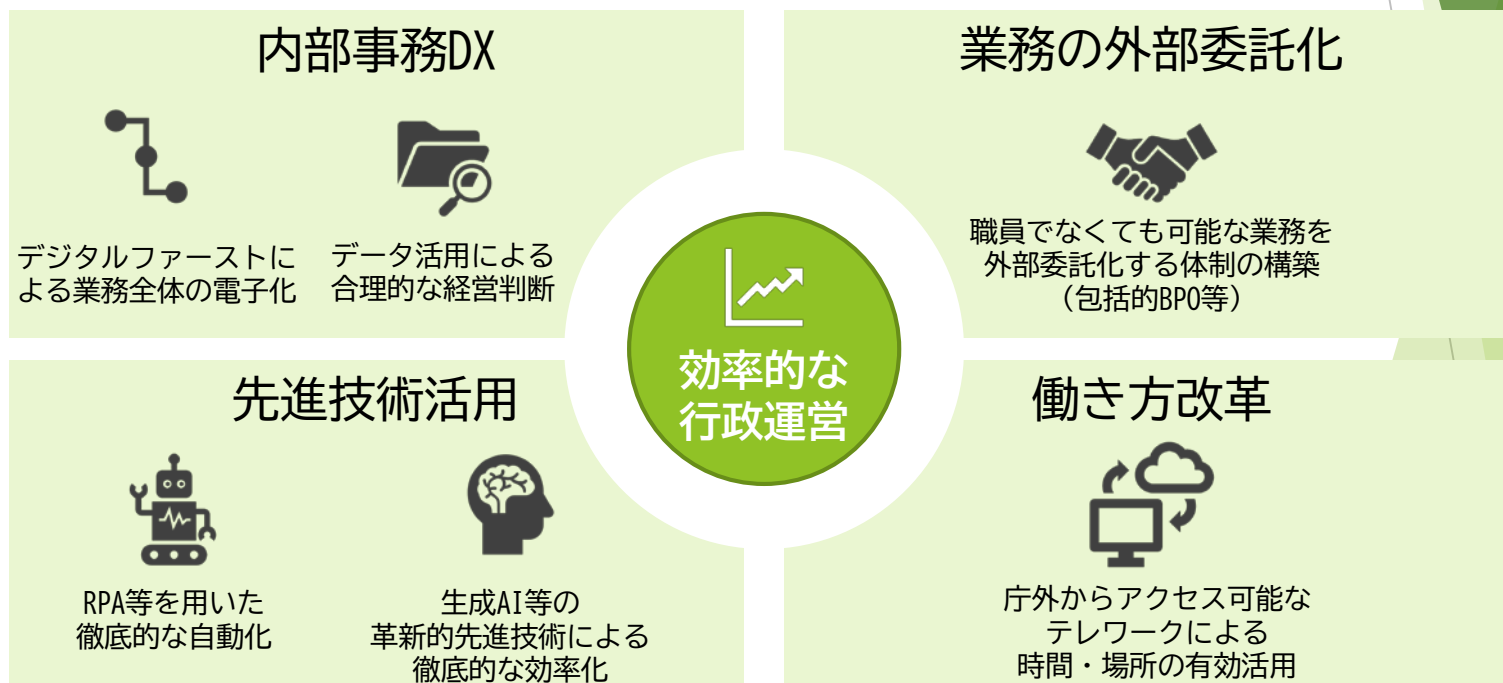 内部事務DX
デジタルファーストに
よる業務全体の電子化
データ活用による
合理的な経営判断
業務の外部委託化
職員でなくても可能な業務を
外部委託化する体制の構築
（包括的BPO等）
効率的な
行政運営
先進技術活用
RPA等を用いた
徹底的な自動化
生成AI等の
革新的先進技術による
徹底的な効率化
働き方改革
庁外からアクセス可能な
テレワークによる
時間・場所の有効活用